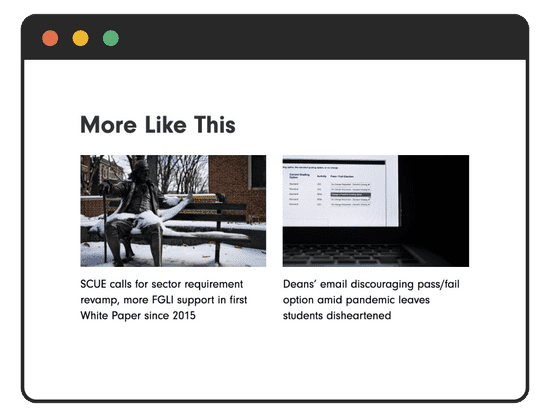 More Like This
SCUE calls for sector requirement
revamp, more FGLI support in first
White Paper since 2015
Deans' email discouraging pass/fail
option amid pandemic leaves
students disheartened